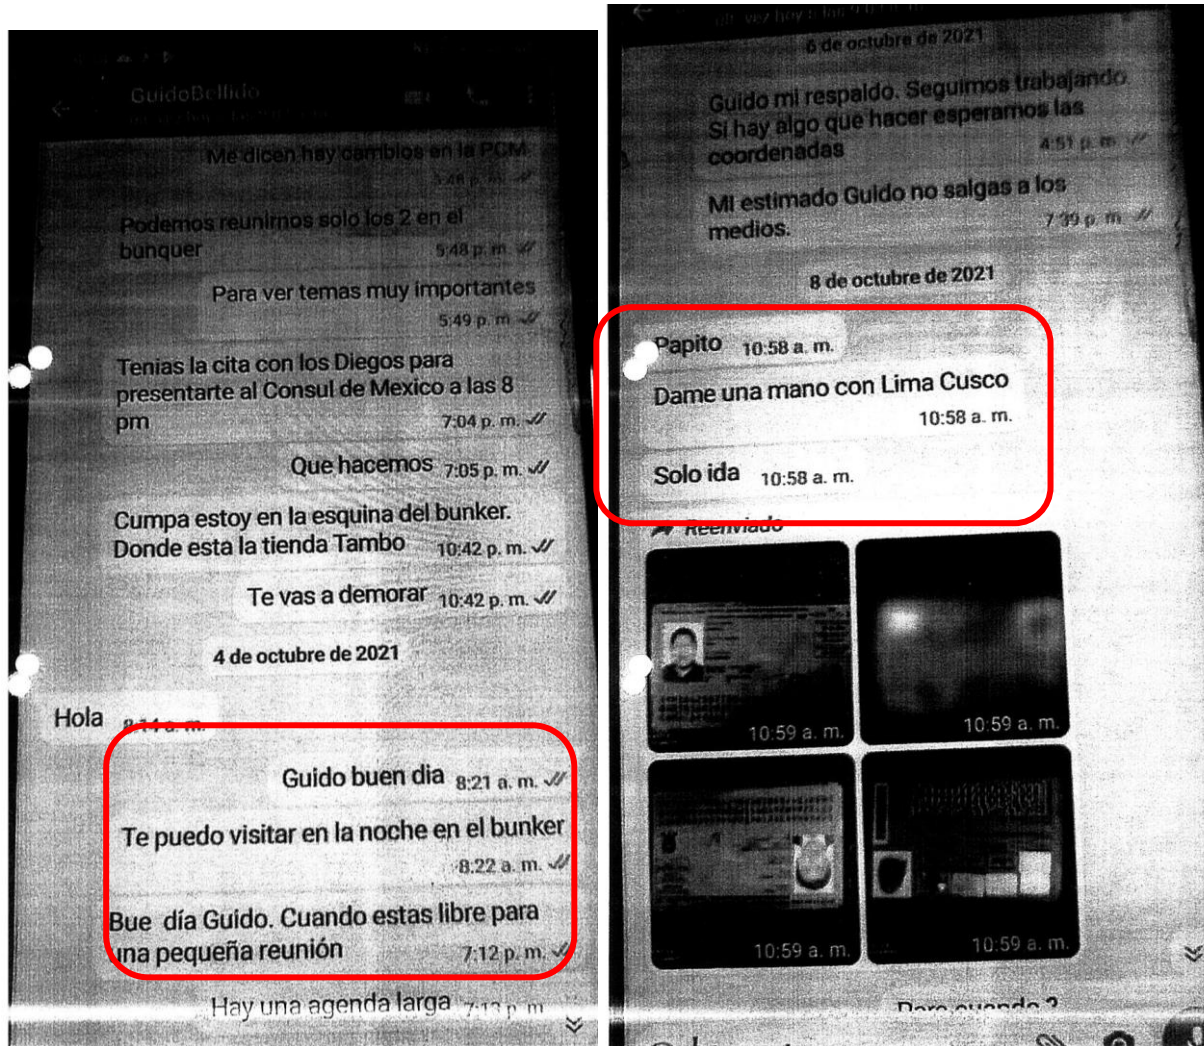 GuidoBellido
Me dicen hay cambios en la PCM
5:48 p. m.
Podemos reunirnos solo los 2 en el
bunquer 5:48 p. m.
Para ver temas muy importantes
5:49 p. m.
Tenias la cita con los Diegos para
presentarte al Consul de Mexico a las 8
pm 7:04 p. m.
Que hacemos 7:05 p. m.
Cumpa estoy en la esquina del bunker.
Donde esta la tienda Tambo 10:42 p. m.
Te vas a demorar 10:42 p. m.
4 de octubre de 2021
Hola 8:14 a. m.
Guido buen dia 8:21 a. m.
Te puedo visitar en la noche en el bunker
8:22 a. m.
Bue día Guido. Cuando estas libre para
una pequeña reunión 7:12 p. m.
Hay una agenda larga 7:13 p. m.
6 de octubre de 2021
Guido mi respaldo. Seguimos trabajando.
Si hay algo que hacer esperamos las
coordenadas 4:51 p. m.
MI estimado Guido no salgas a los
medios. 7:39 p. m.
8 de octubre de 2021
Papito 10:58 a. m.
Dame una mano con Lima Cusco
10:58 a. m.
Solo ida 10:58 a. m.
Reenviado
10:59 a. m.
10:59 a. m.
10:59 a. m.
10:59 a. m.
Para cuando ?